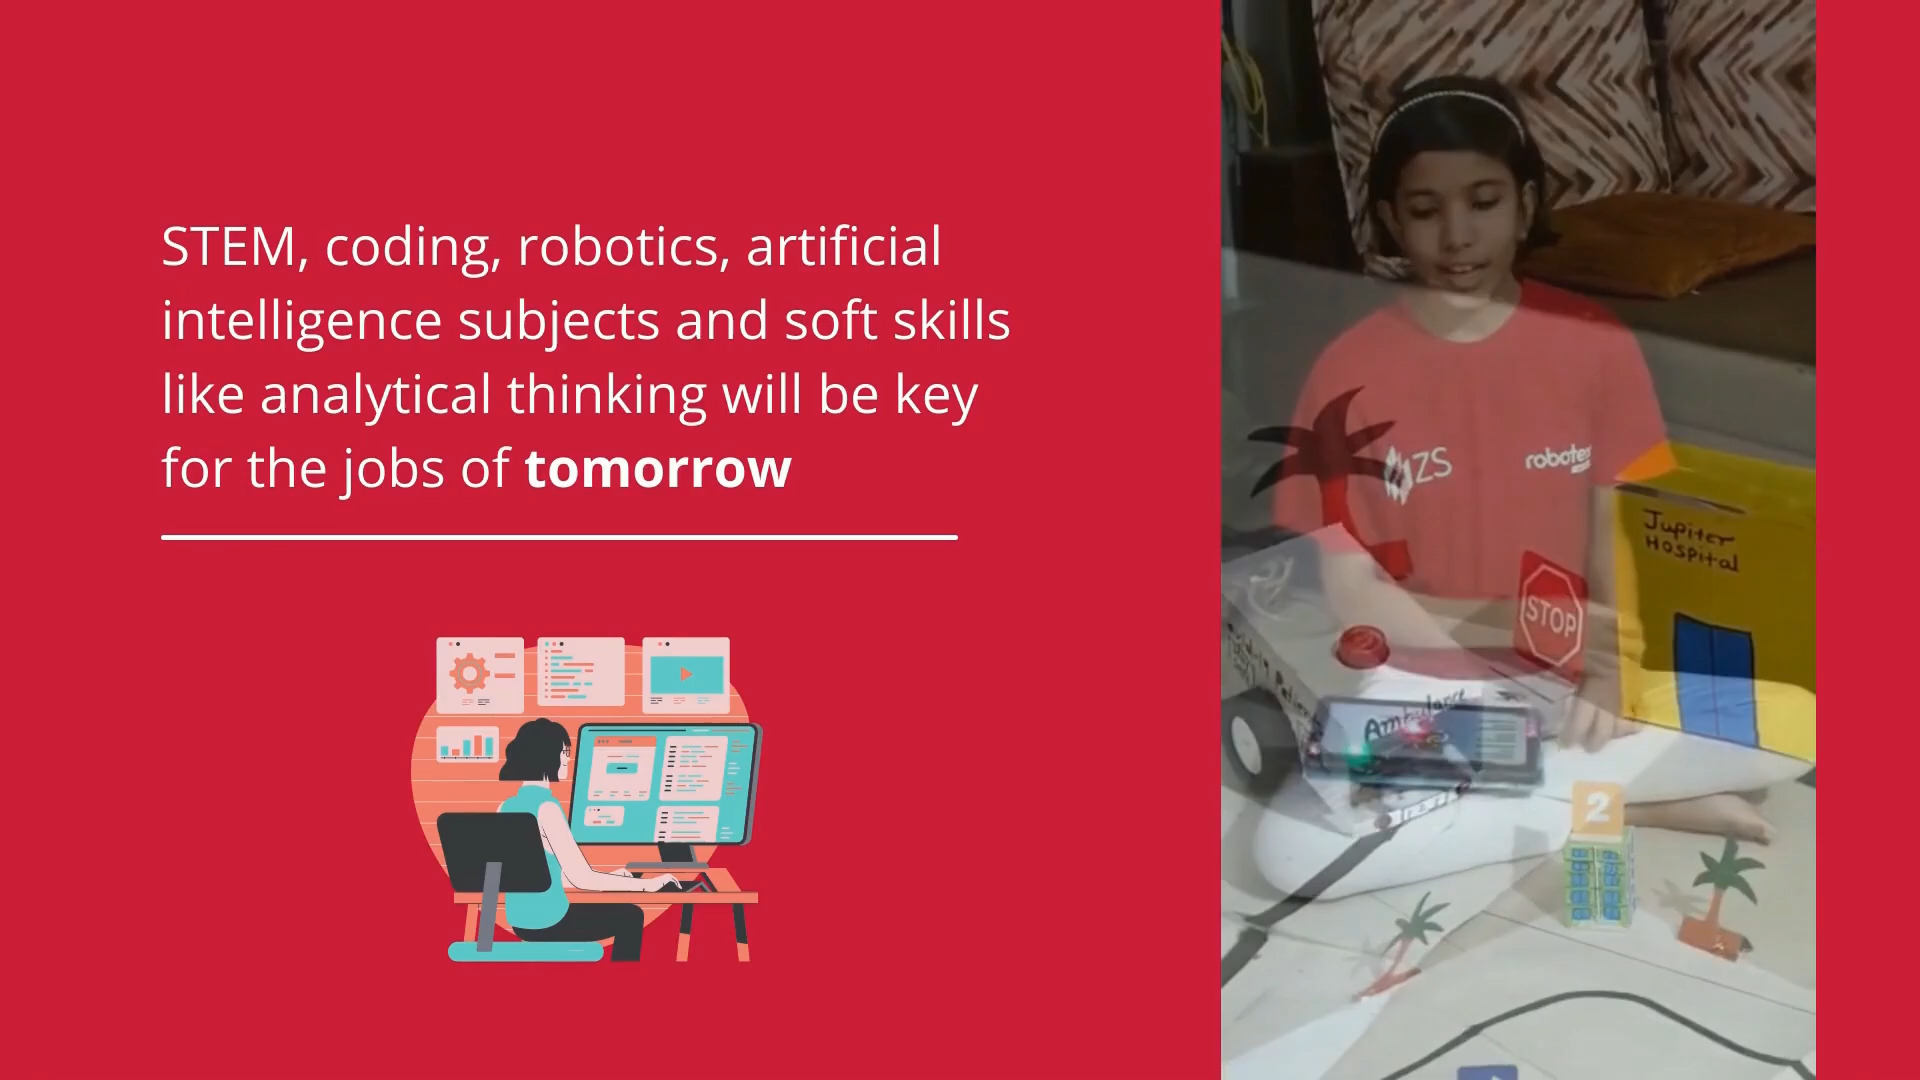 STEM, coding, robotics, artificial
intelligence subjects and soft skills
like analytical thinking will be key
for the jobs of tomorrow
ZS
Jupiter
Hospital
STOP
Ambulance
2